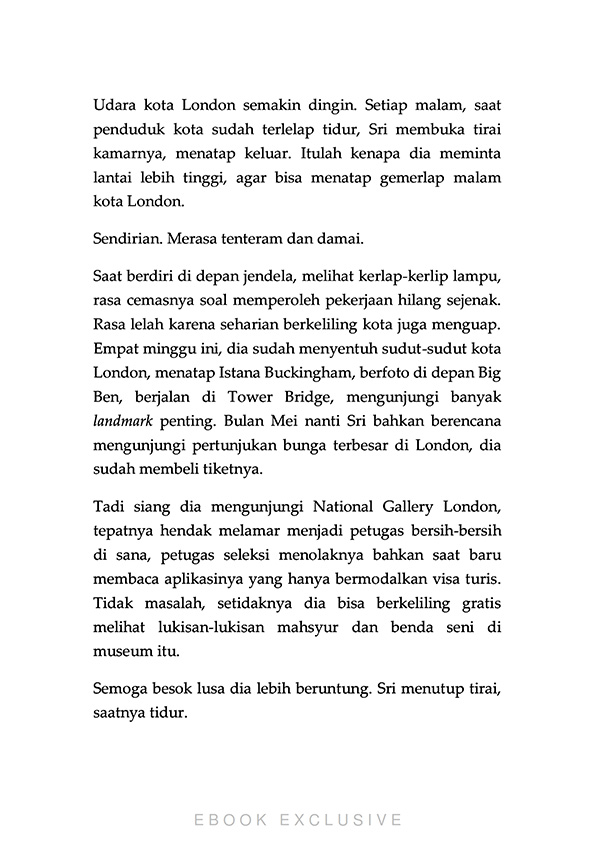 Udara kota London semakin dingin. Setiap malam, saat
penduduk kota sudah terlelap tidur, Sri membuka tirai
kamarnya, menatap keluar. Itulah kenapa dia meminta
lantai lebih tinggi, agar bisa menatap gemerlap malam
kota London.
Sendirian. Merasa tenteram dan damai.
Saat berdiri di depan jendela, melihat kerlap-kerlip lampu,
rasa cemasnya soal memperoleh pekerjaan hilang sejenak.
Rasa lelah karena seharian berkeliling kota juga menguap.
Empat minggu ini, dia sudah menyentuh sudut-sudut kota
London, menatap Istana Buckingham, berfoto di depan Big
Ben, berjalan di Tower Bridge, mengunjungi banyak
landmark penting. Bulan Mei nanti Sri bahkan berencana
mengunjungi pertunjukan bunga terbesar di London, dia
sudah membeli tiketnya.
Tadi siang dia mengunjungi National Gallery London,
tepatnya hendak melamar menjadi petugas bersih-bersih
di sana, petugas seleksi menolaknya bahkan saat baru
membaca aplikasinya yang hanya bermodalkan visa turis.
Tidak masalah, setidaknya dia bisa berkeliling gratis
melihat lukisan-lukisan mahsyur dan benda seni di
museum itu.
Semoga besok lusa dia lebih beruntung. Sri menutup tirai,
saatnya tidur.
EBOOK EXCLUSIVE